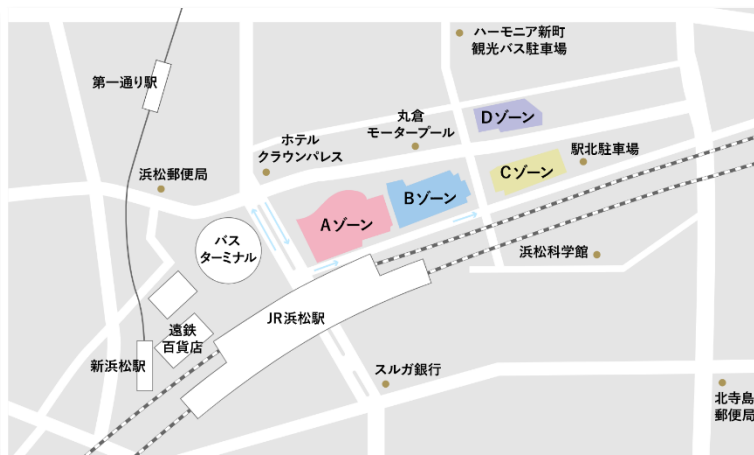 ハーモニア新町
観光バス駐車場
第一通り駅
丸倉
モータープール
Dゾーン
ホテル
クラウンパレス
駅北駐車場
浜松郵便局
Cゾーン
Bゾーン
Aゾーン
バス
ターミナル
浜松科学館
JR浜松駅
遠鉄
百貨店
新浜松駅
スルガ銀行
北寺島
郵便局